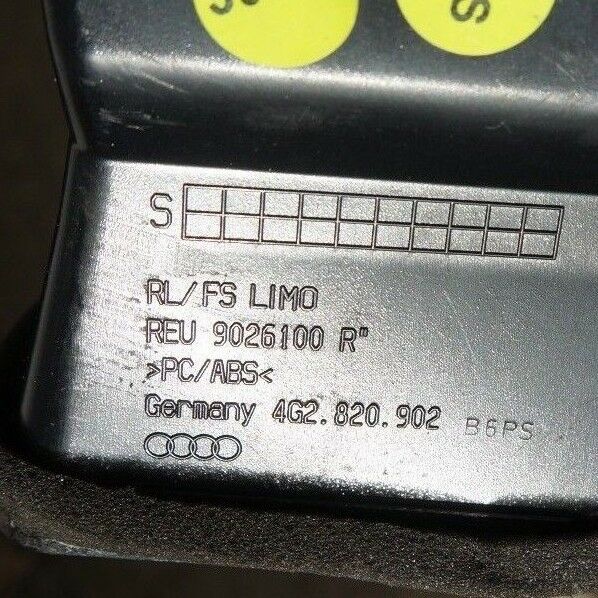 S
S
RL/FS LIMO
REU 9026100 R"
>PC/ABS<
Germany 4G2.820.902 B6PS